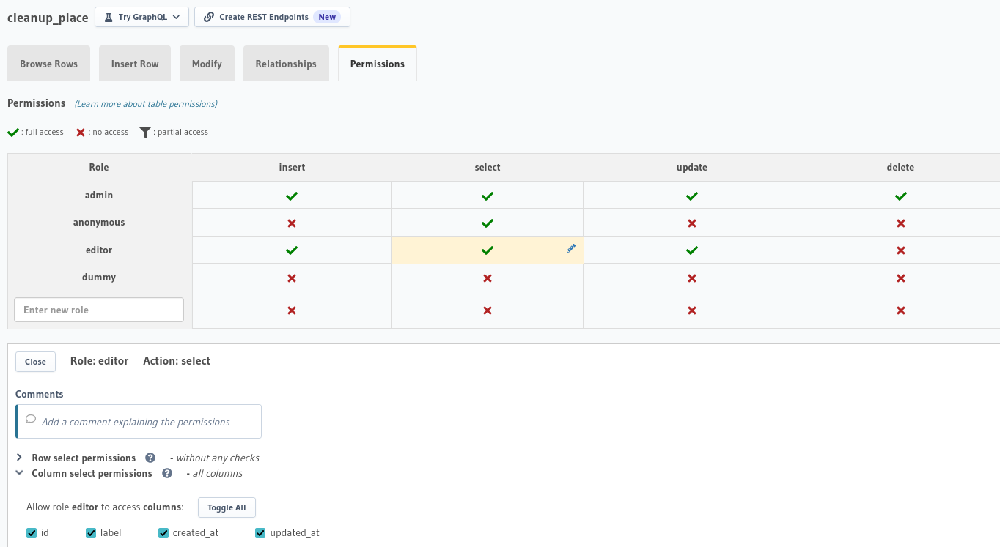 cleanup_place Try GraphQL Create REST Endpoints New
Browse Rows Insert Row Modify Relationships Permissions
Permissions (Learn more about table permissions)
: full access : no access : partial access
Role insert select update delete
admin
anonymous
editor
dummy
Enter new role
Close Role: editor Action: select
Comments
Add a comment explaining the permissions
Row select permissions - without any checks
Column select permissions - all columns
Allow role editor to access columns: Toggle All
id label created_at updated_at